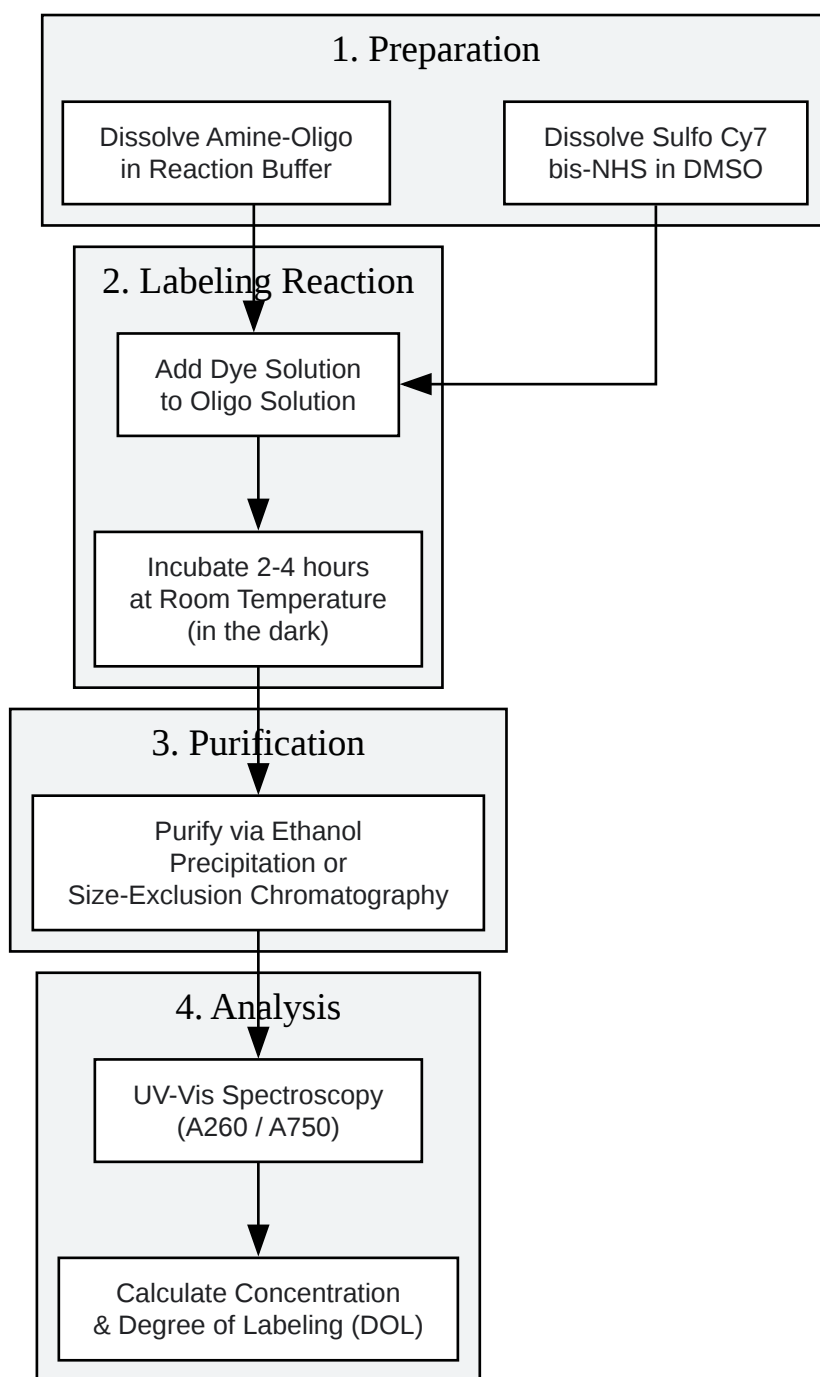 1. Preparation
Dissolve Amine-Oligo
in Reaction Buffer
Dissolve Sulfo Cy7
bis-NHS in DMSO
2. Labeling Reaction
Add Dye Solution
to Oligo Solution
Incubate 2-4 hours
at Room Temperature
(in the dark)
3. Purification
Purify via Ethanol
Precipitation or
Size-Exclusion Chromatography
4. Analysis
UV-Vis Spectroscopy
(A260 / A750)
Calculate Concentration
& Degree of Labeling (DOL)